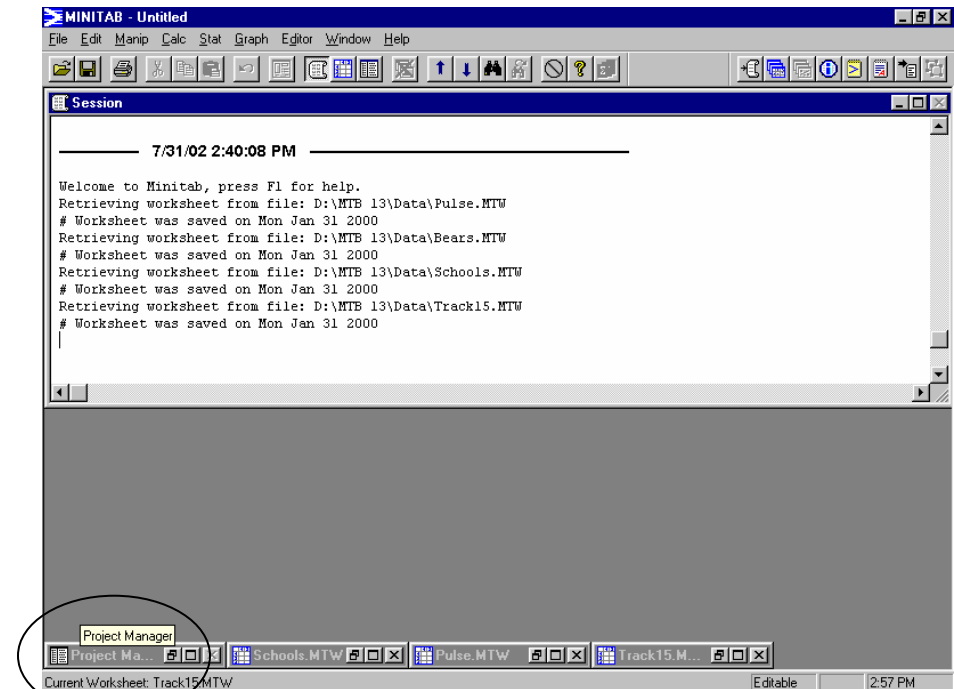 MINITAB - Untitled
File Edit Manip Calc Stat Graph Editor Window Help
Session
7/31/02 2:40:08 PM
Welcome to Minitab, press F1 for help.
Retrieving worksheet from file: D:\MTB 13\Data\Pulse.MTW
# Worksheet was saved on Mon Jan 31 2000
Retrieving worksheet from file: D:\MTB 13\Data\Bears.MTW
# Worksheet was saved on Mon Jan 31 2000
Retrieving worksheet from file: D:\MTB 13\Data\Schools.MTW
# Worksheet was saved on Mon Jan 31 2000
Retrieving worksheet from file: D:\MTB 13\Data\Track15.MTW
# Worksheet was saved on Mon Jan 31 2000
Project Manager
Project Ma... Schools.MTW Pulse.MTW Track15.M...
Current Worksheet: Track15.MTW Editable 2:57 PM